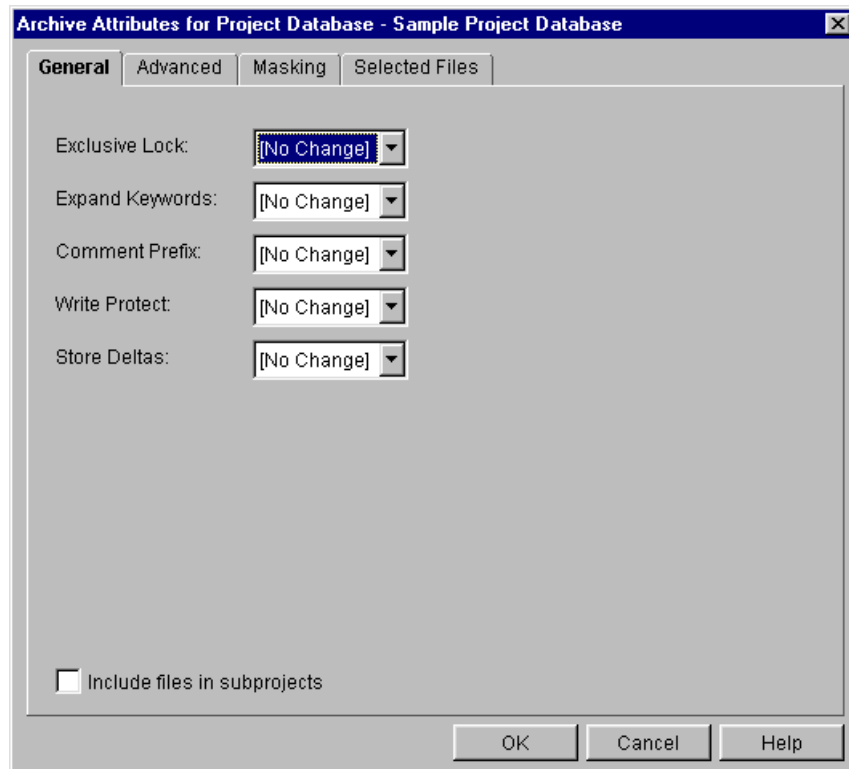 Archive Attributes for Project Database - Sample Project Database
General Advanced Masking Selected Files
Exclusive Lock: [No Change]
Expand Keywords: [No Change]
Comment Prefix: [No Change]
Write Protect: [No Change]
Store Deltas: [No Change]
Include files in subprojects
OK Cancel Help